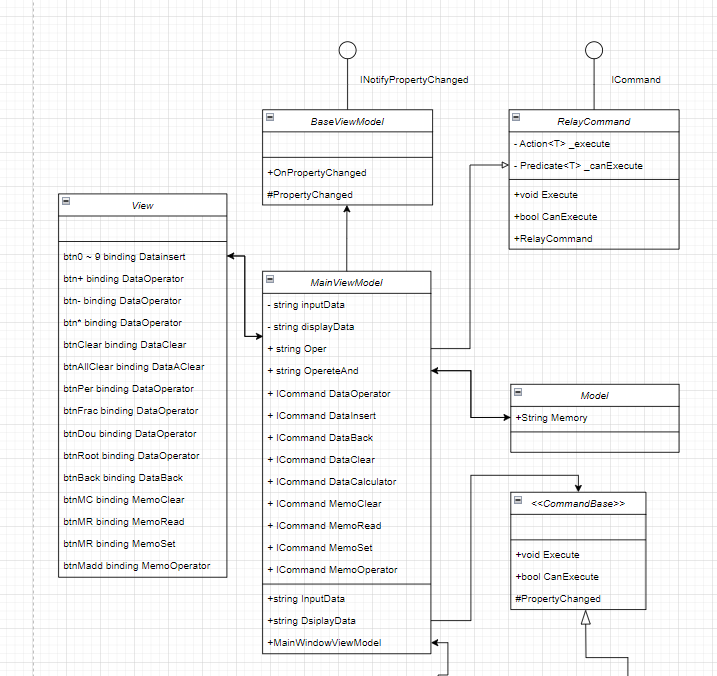 INotifyPropertyChanged
ICommand
BaseViewModel
+OnPropertyChanged
#PropertyChanged
RelayCommand
- Action<T> _execute
- Predicate<T> _canExecute
+void Execute
+bool CanExecute
+RelayCommand
View
btn0 ~ 9 binding Datainsert
btn+ binding DataOperator
btn- binding DataOperator
btn* binding DataOperator
btnClear binding DataClear
btnAllClear binding DataAClear
btnPer binding DataOperator
btnFrac binding DataOperator
btnDou binding DataOperator
btnRoot binding DataOperator
btnBack binding DataBack
btnMC binding MemoClear
btnMR binding MemoRead
btnMR binding MemoSet
btnMadd binding MemoOperator
MainViewModel
- string inputData
- string displayData
+ string Oper
+ string OpereteAnd
+ ICommand DataOperator
+ ICommand DataInsert
+ ICommand DataBack
+ ICommand DataClear
+ ICommand DataCalculator
+ ICommand MemoClear
+ ICommand MemoRead
+ ICommand MemoSet
+ ICommand MemoOperator
+string InputData
+string DsiplayData
+MainWindowViewModel
Model
+String Memory
<<CommandBase>>
+void Execute
+bool CanExecute
#PropertyChanged